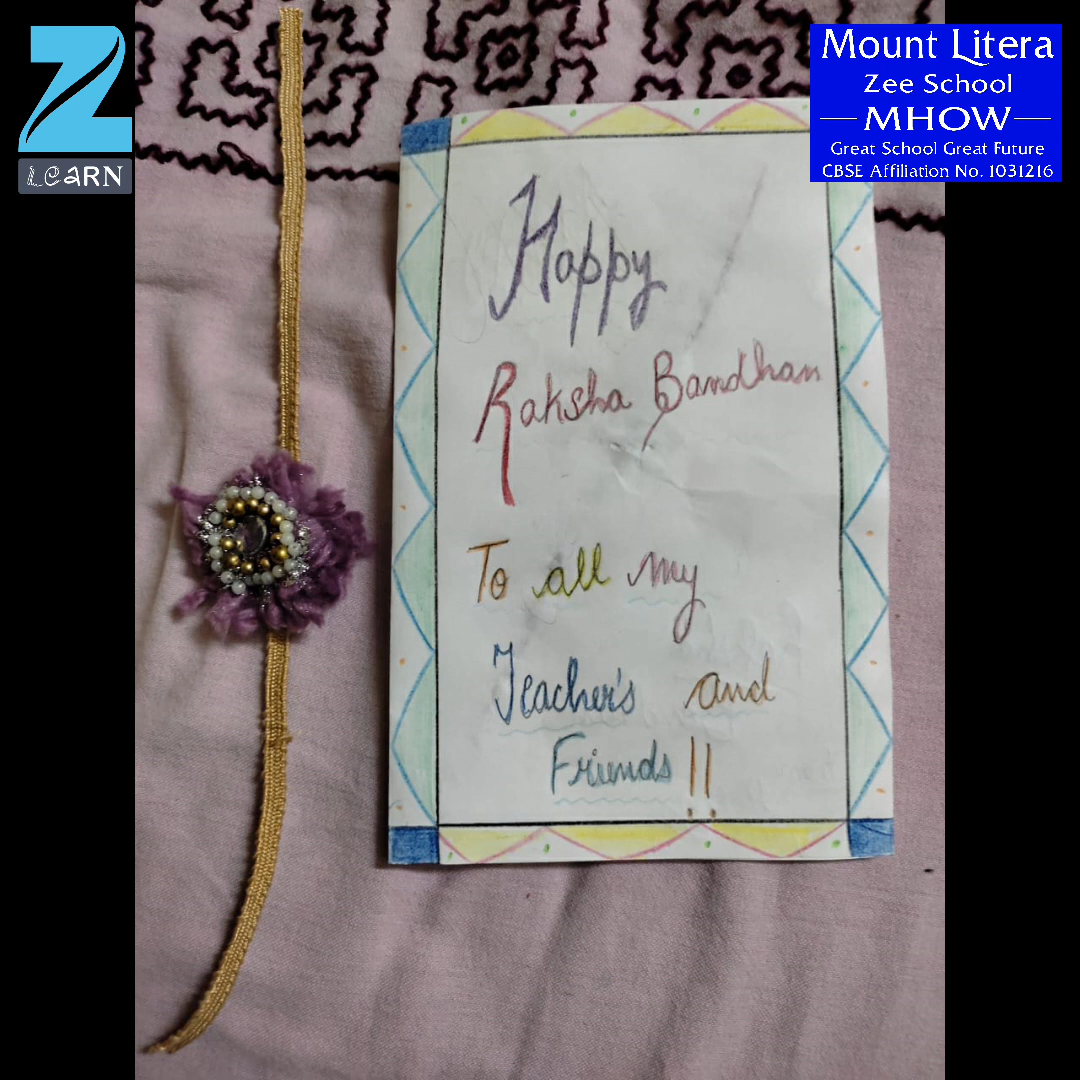 Z
LEARN
Mount Litera
Zee School
MHOW
Great School Great Future
CBSE Affiliation No. 1031216
Happy
Raksha Bandhan
To all my
Teacher's and
Friends !!